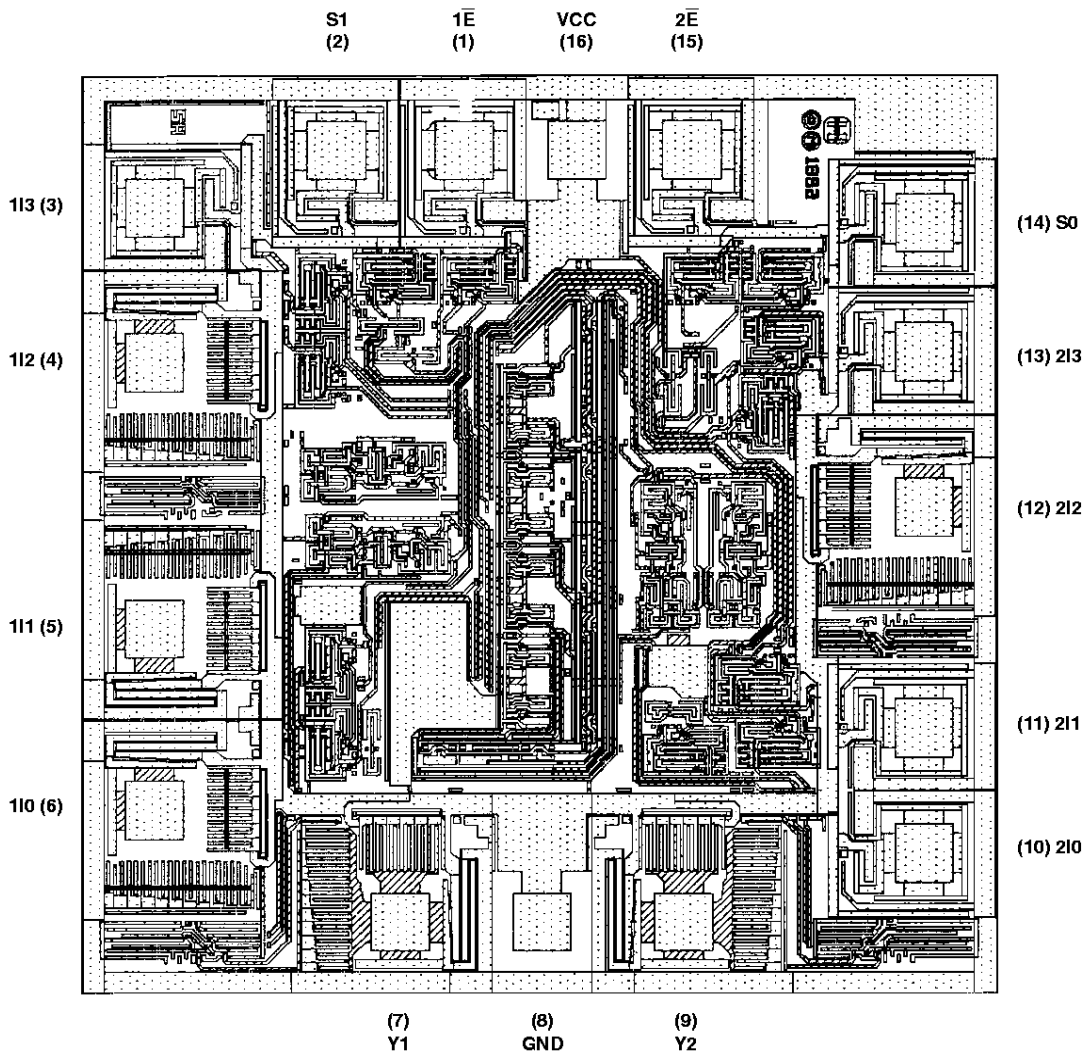 S1 1E̅ VCC 2E̅
(2) (1) (16) (15)
1I3 (3)
(14) S0
1I2 (4)
(13) 2I3
(12) 2I2
1I1 (5)
(11) 2I1
1I0 (6)
(10) 2I0
(7) (8) (9)
Y1 GND Y2